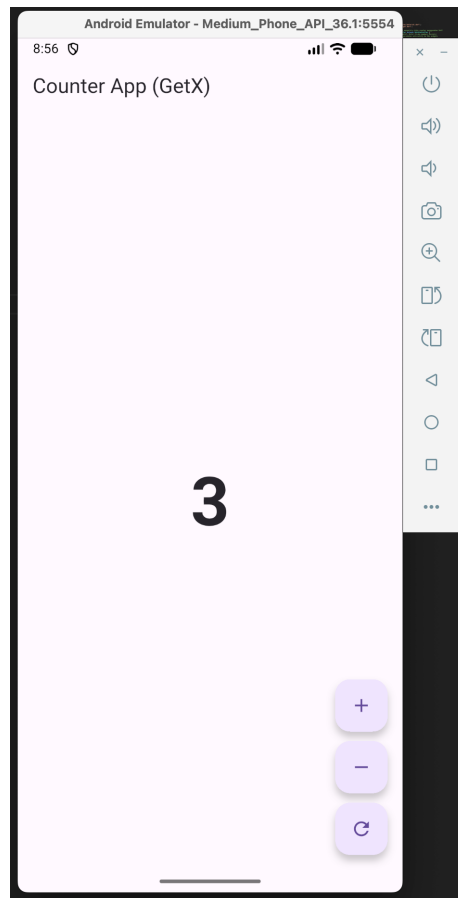 Android Emulator - Medium_Phone_API_36.1:5554
8:56
Counter App (GetX)
3